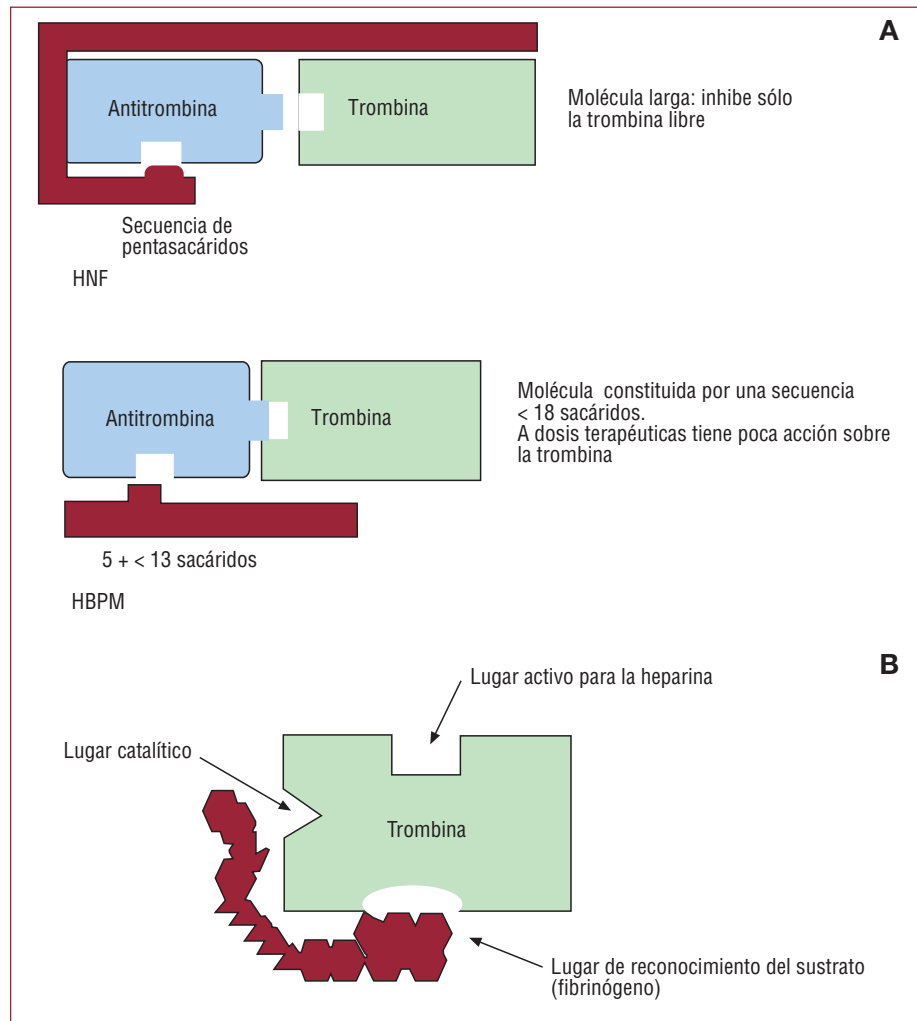 A
Antitrombina
Trombina
Molécula larga: inhibe sólo
la trombina libre
Secuencia de
pentasacáridos
HNF
Antitrombina
Trombina
Molécula constituida por una secuencia
< 18 sacáridos.
A dosis terapéuticas tiene poca acción sobre
la trombina
5 + < 13 sacáridos
HBPM
B
Lugar activo para la heparina
Lugar catalítico
Trombina
Lugar de reconocimiento del sustrato
(fibrinógeno)